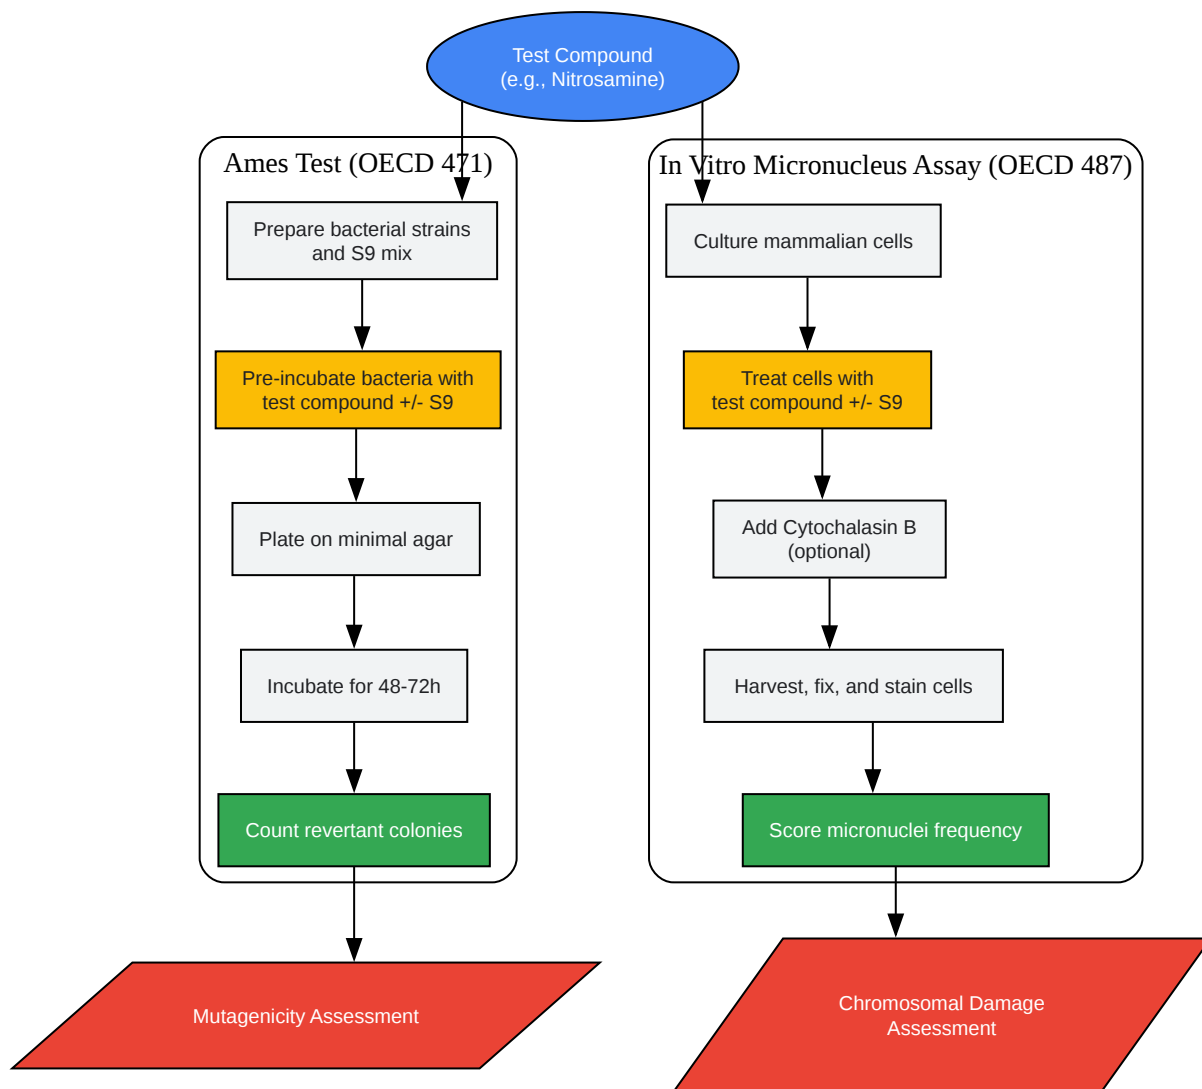 Test Compound
(e.g., Nitrosamine)
Ames Test (OECD 471)
Prepare bacterial strains
and S9 mix
Pre-incubate bacteria with
test compound +/- S9
Plate on minimal agar
Incubate for 48-72h
Count revertant colonies
Mutagenicity Assessment
In Vitro Micronucleus Assay (OECD 487)
Culture mammalian cells
Treat cells with
test compound +/- S9
Add Cytochalasin B
(optional)
Harvest, fix, and stain cells
Score micronuclei frequency
Chromosomal Damage
Assessment